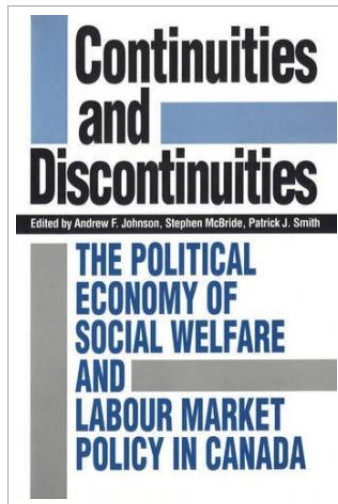 Continuities
and
Discontinuities
Edited by Andrew F. Johnson, Stephen McBride, Patrick J. Smith
THE POLITICAL
ECONOMY OF
SOCIAL WELFARE
AND
LABOUR MARKET
POLICY IN CANADA